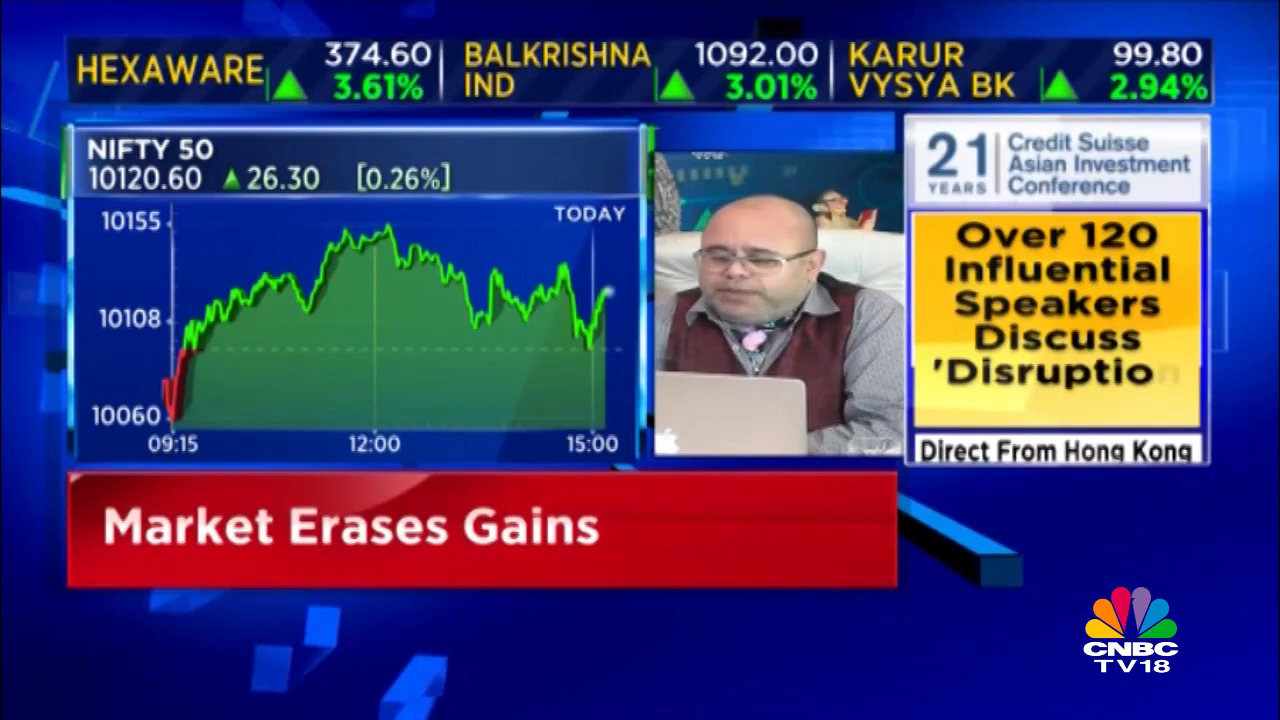 HEXAWARE
374.60
3.61%
BALKRISHNA
IND
1092.00
3.01%
KARUR
VYSYA BK
99.80
2.94%
NIFTY 50
10120.60 26.30 [0.26%]
TODAY
10155
10108
10060
09:15 12:00 15:00
21
YEARS
Credit Suisse
Asian Investment
Conference
Over 120
Influential
Speakers
Discuss
'Disruption
Direct From Hong Kong
Market Erases Gains
CNBC
TV18